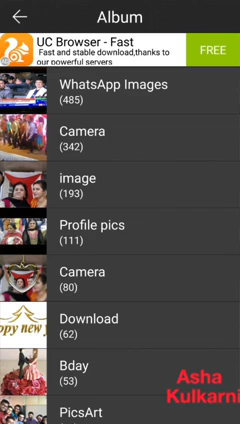 Album
UC Browser - Fast
Fast and stable download,thanks to
our powerful servers
FREE
WhatsApp Images
(485)
Camera
(342)
image
(193)
Profile pics
(111)
Camera
(80)
Download
(62)
Bday
(53)
PicsArt
Asha
Kulkarni